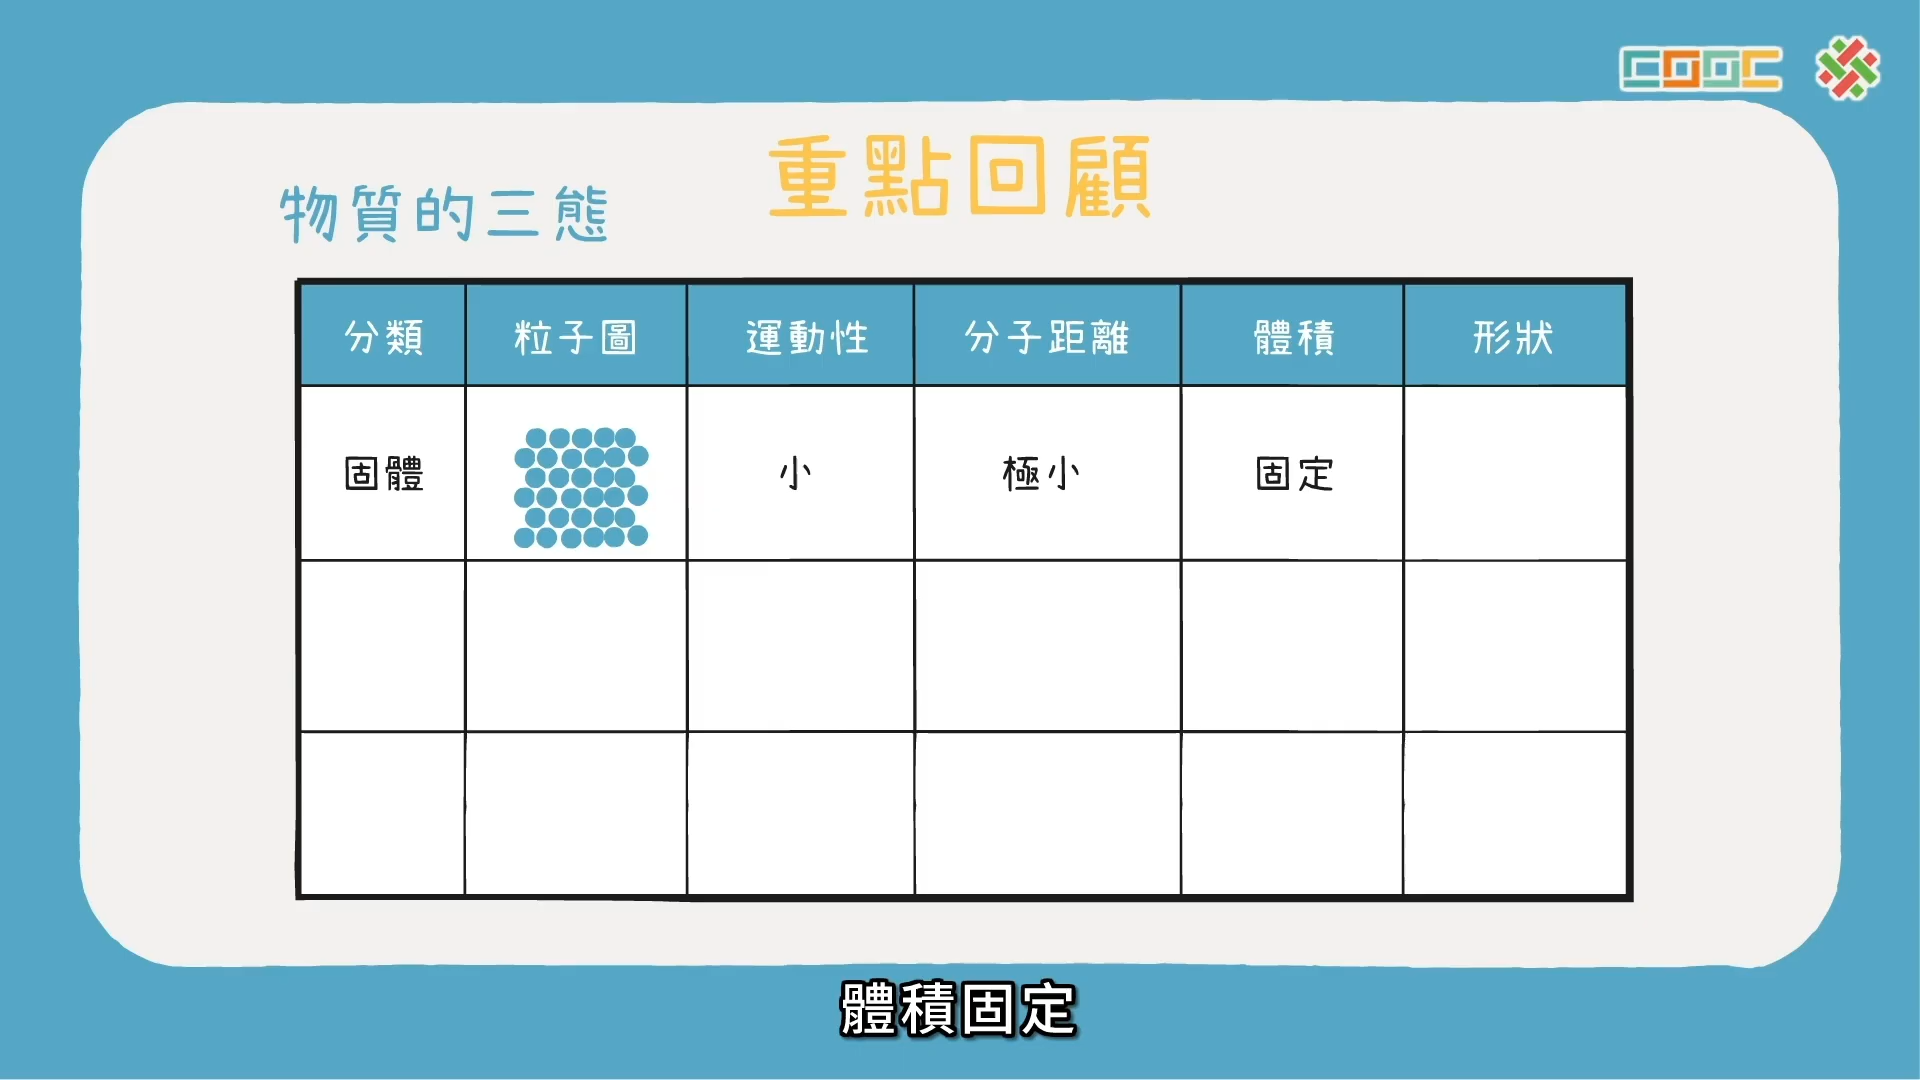 COOC
重點回顧
物質的三態
分類 粒子圖 運動性 分子距離 體積 形狀
固體 小 極小 固定
體積固定